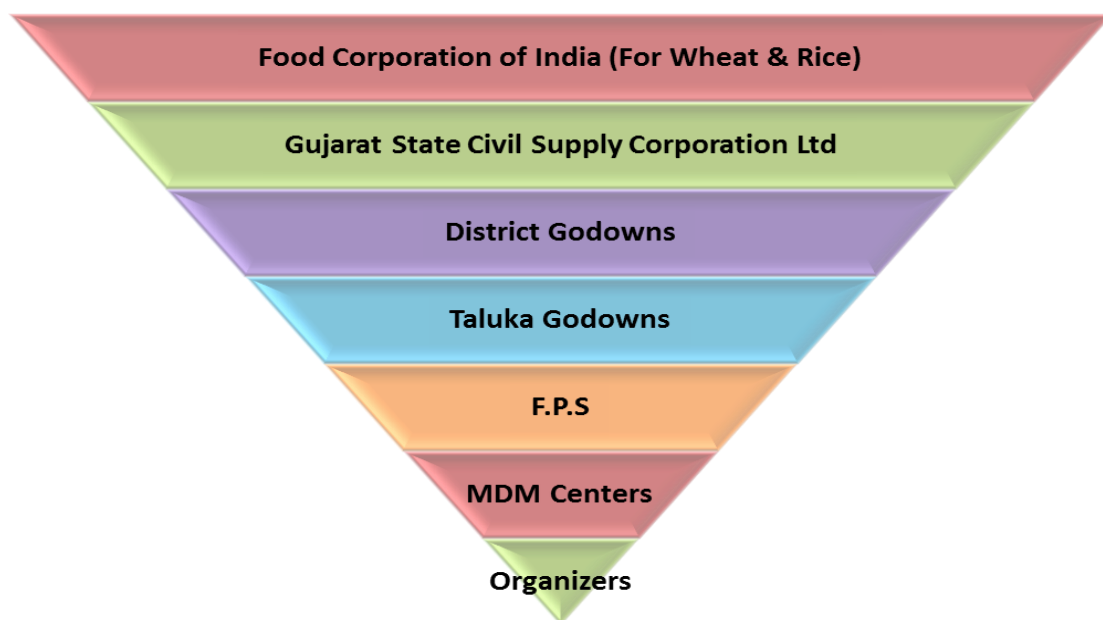 Food Corporation of India (For Wheat & Rice)
Gujarat State Civil Supply Corporation Ltd
District Godowns
Taluka Godowns
F.P.S
MDM Centers
Organizers